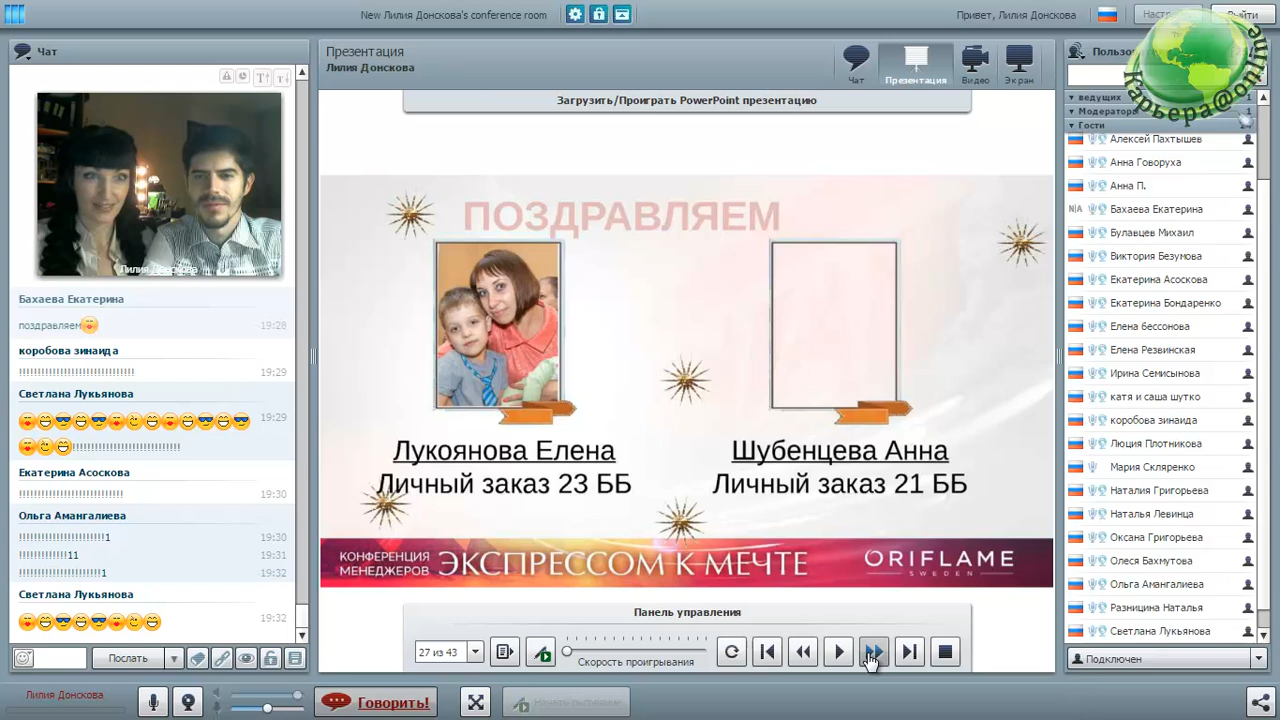 New Лилия Донскова's conference room
Привет, Лилия Донскова
Выйти
Карьера@online
Чат
Лилия Донскова
Бахаева Екатерина
поздравляем
19:28
коробова зинаида
!!!!!!!!!!!!!!!!!!!!!!!!!!!!!!!
19:29
Светлана Лукьянова
19:29
!!!!!!!!!!!!!!!!!!!!!!!!!!!!!
Екатерина Асоскова
!!!!!!!!!!!!!!!!!!!!!!!!!!!!
19:30
Ольга Амангалиева
!!!!!!!!!!!!!!!!!!!!!!!1
19:30
!!!!!!!!!!!!!11
19:31
!!!!!!!!!!!!!!!!!!!!!!1
19:32
Светлана Лукьянова
19:32
Послать
Презентация
Лилия Донскова
Чат
Презентация
Видео
Экран
Загрузить/Проиграть PowerPoint презентацию
ПОЗДРАВЛЯЕМ
Лукоянова Елена
Личный заказ 23 ББ
Шубенцева Анна
Личный заказ 21 ББ
КОНФЕРЕНЦИЯ
МЕНЕДЖЕРОВ
ЭКСПРЕССОМ К МЕЧТЕ
ORIFLAME
SWEDEN
Панель управления
27 из 43
Скорость проигрывания
ведущих 1
Модератора 1
Гости
Алексей Пахтышев
Анна Говоруха
Анна П.
N/A Бахаева Екатерина
Булавцев Михаил
Виктория Безумова
Екатерина Асоскова
Екатерина Бондаренко
Елена бессонова
Елена Резвинская
Ирина Семисынова
катя и саша шутко
коробова зинаида
Люция Плотникова
Мария Скляренко
Наталия Григорьева
Наталья Левинца
Оксана Григорьева
Олеся Бахмутова
Ольга Амангалиева
Разницина Наталья
Светлана Лукьянова
Подключен
Лилия Донскова
Говорить!